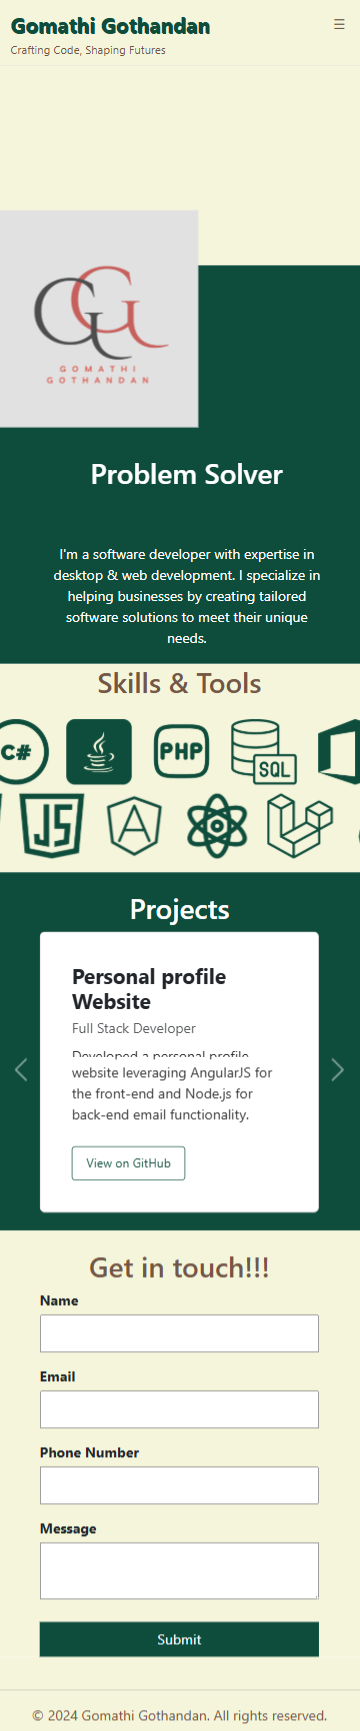 Gomathi Gothandan
☰
Crafting Code, Shaping Futures
GG
GOMATHI
GOTHANDAN
Problem Solver
I'm a software developer with expertise in
desktop & web development. I specialize in
helping businesses by creating tailored
software solutions to meet their unique
needs.
Skills & Tools
C#
PHP
SQL
JS
A
Projects
Personal profile
Website
Full Stack Developer
Developed a personal profile
website leveraging AngularJS for
the front-end and Node.js for
back-end email functionality.
View on GitHub
Get in touch!!!
Name
Email
Phone Number
Message
Submit
© 2024 Gomathi Gothandan. All rights reserved.